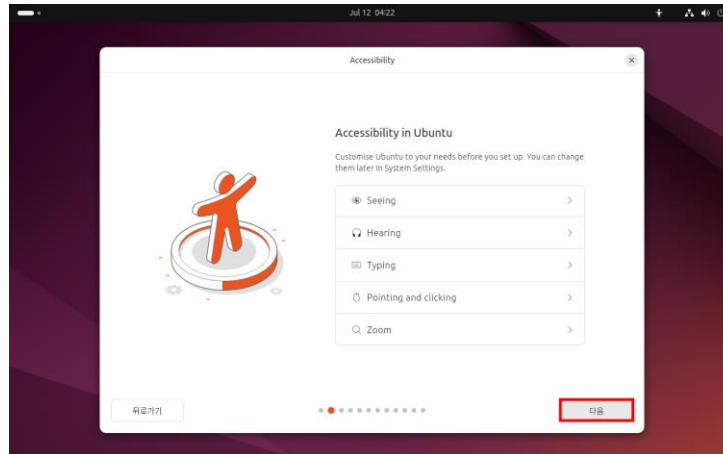 Jul 12 04:22
Accessibility
Accessibility in Ubuntu
Customise Ubuntu to your needs before you set up. You can change
them later in System Settings.
Seeing
Hearing
Typing
Pointing and clicking
Zoom
뒤로가기
다음